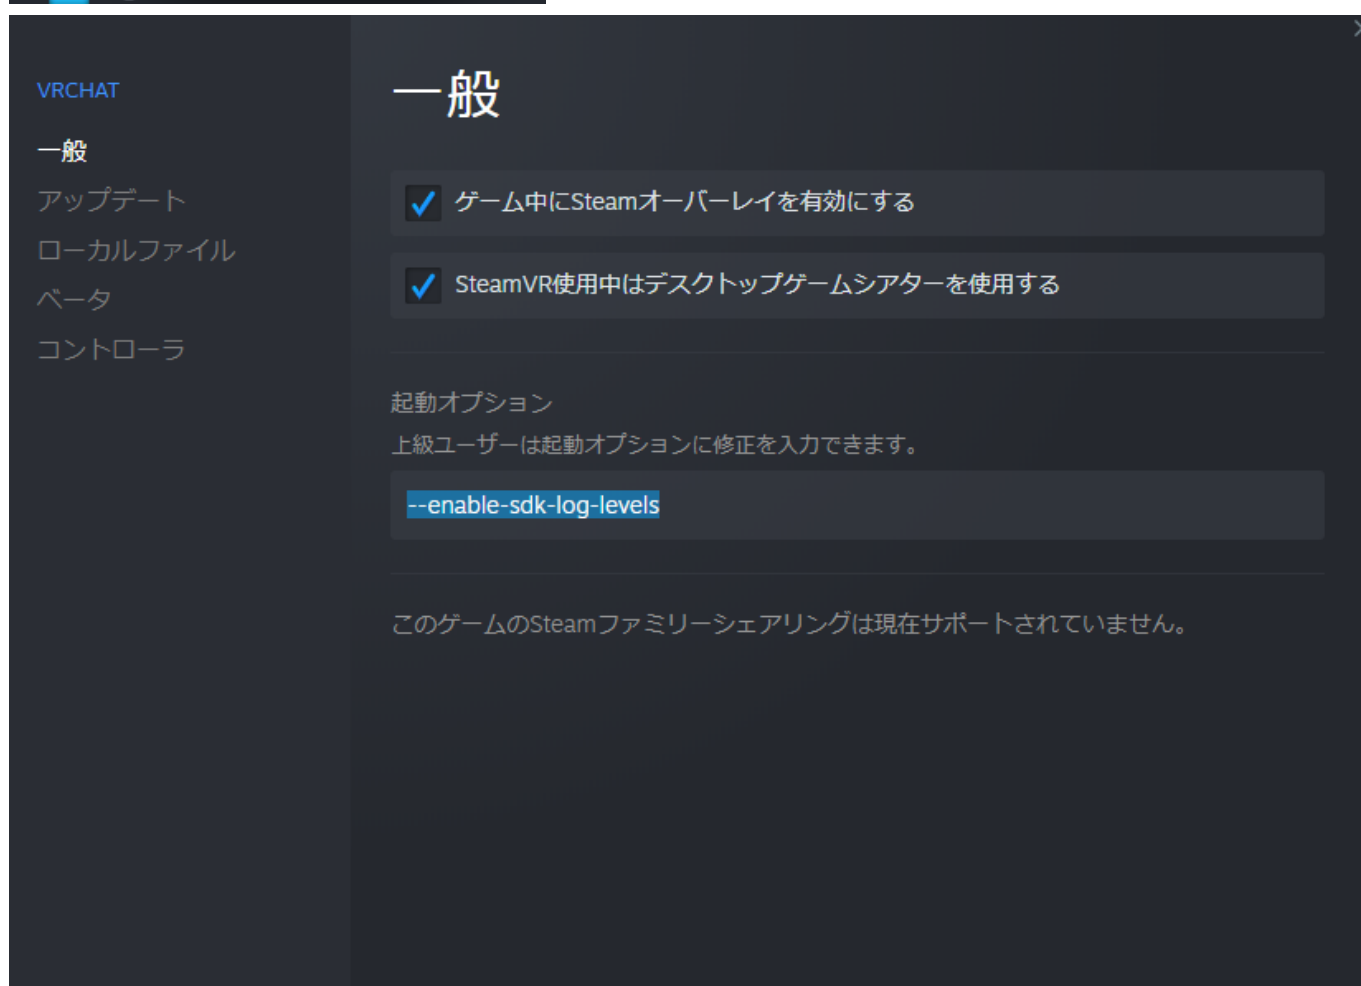 VRCHAT
一般
アップデート
ローカルファイル
ベータ
コントローラ
一般
ゲーム中にSteamオーバーレイを有効にする
SteamVR使用中はデスクトップゲームシアターを使用する
起動オプション
上級ユーザーは起動オプションに修正を入力できます。
--enable-sdk-log-levels
このゲームのSteamファミリーシェアリングは現在サポートされていません。